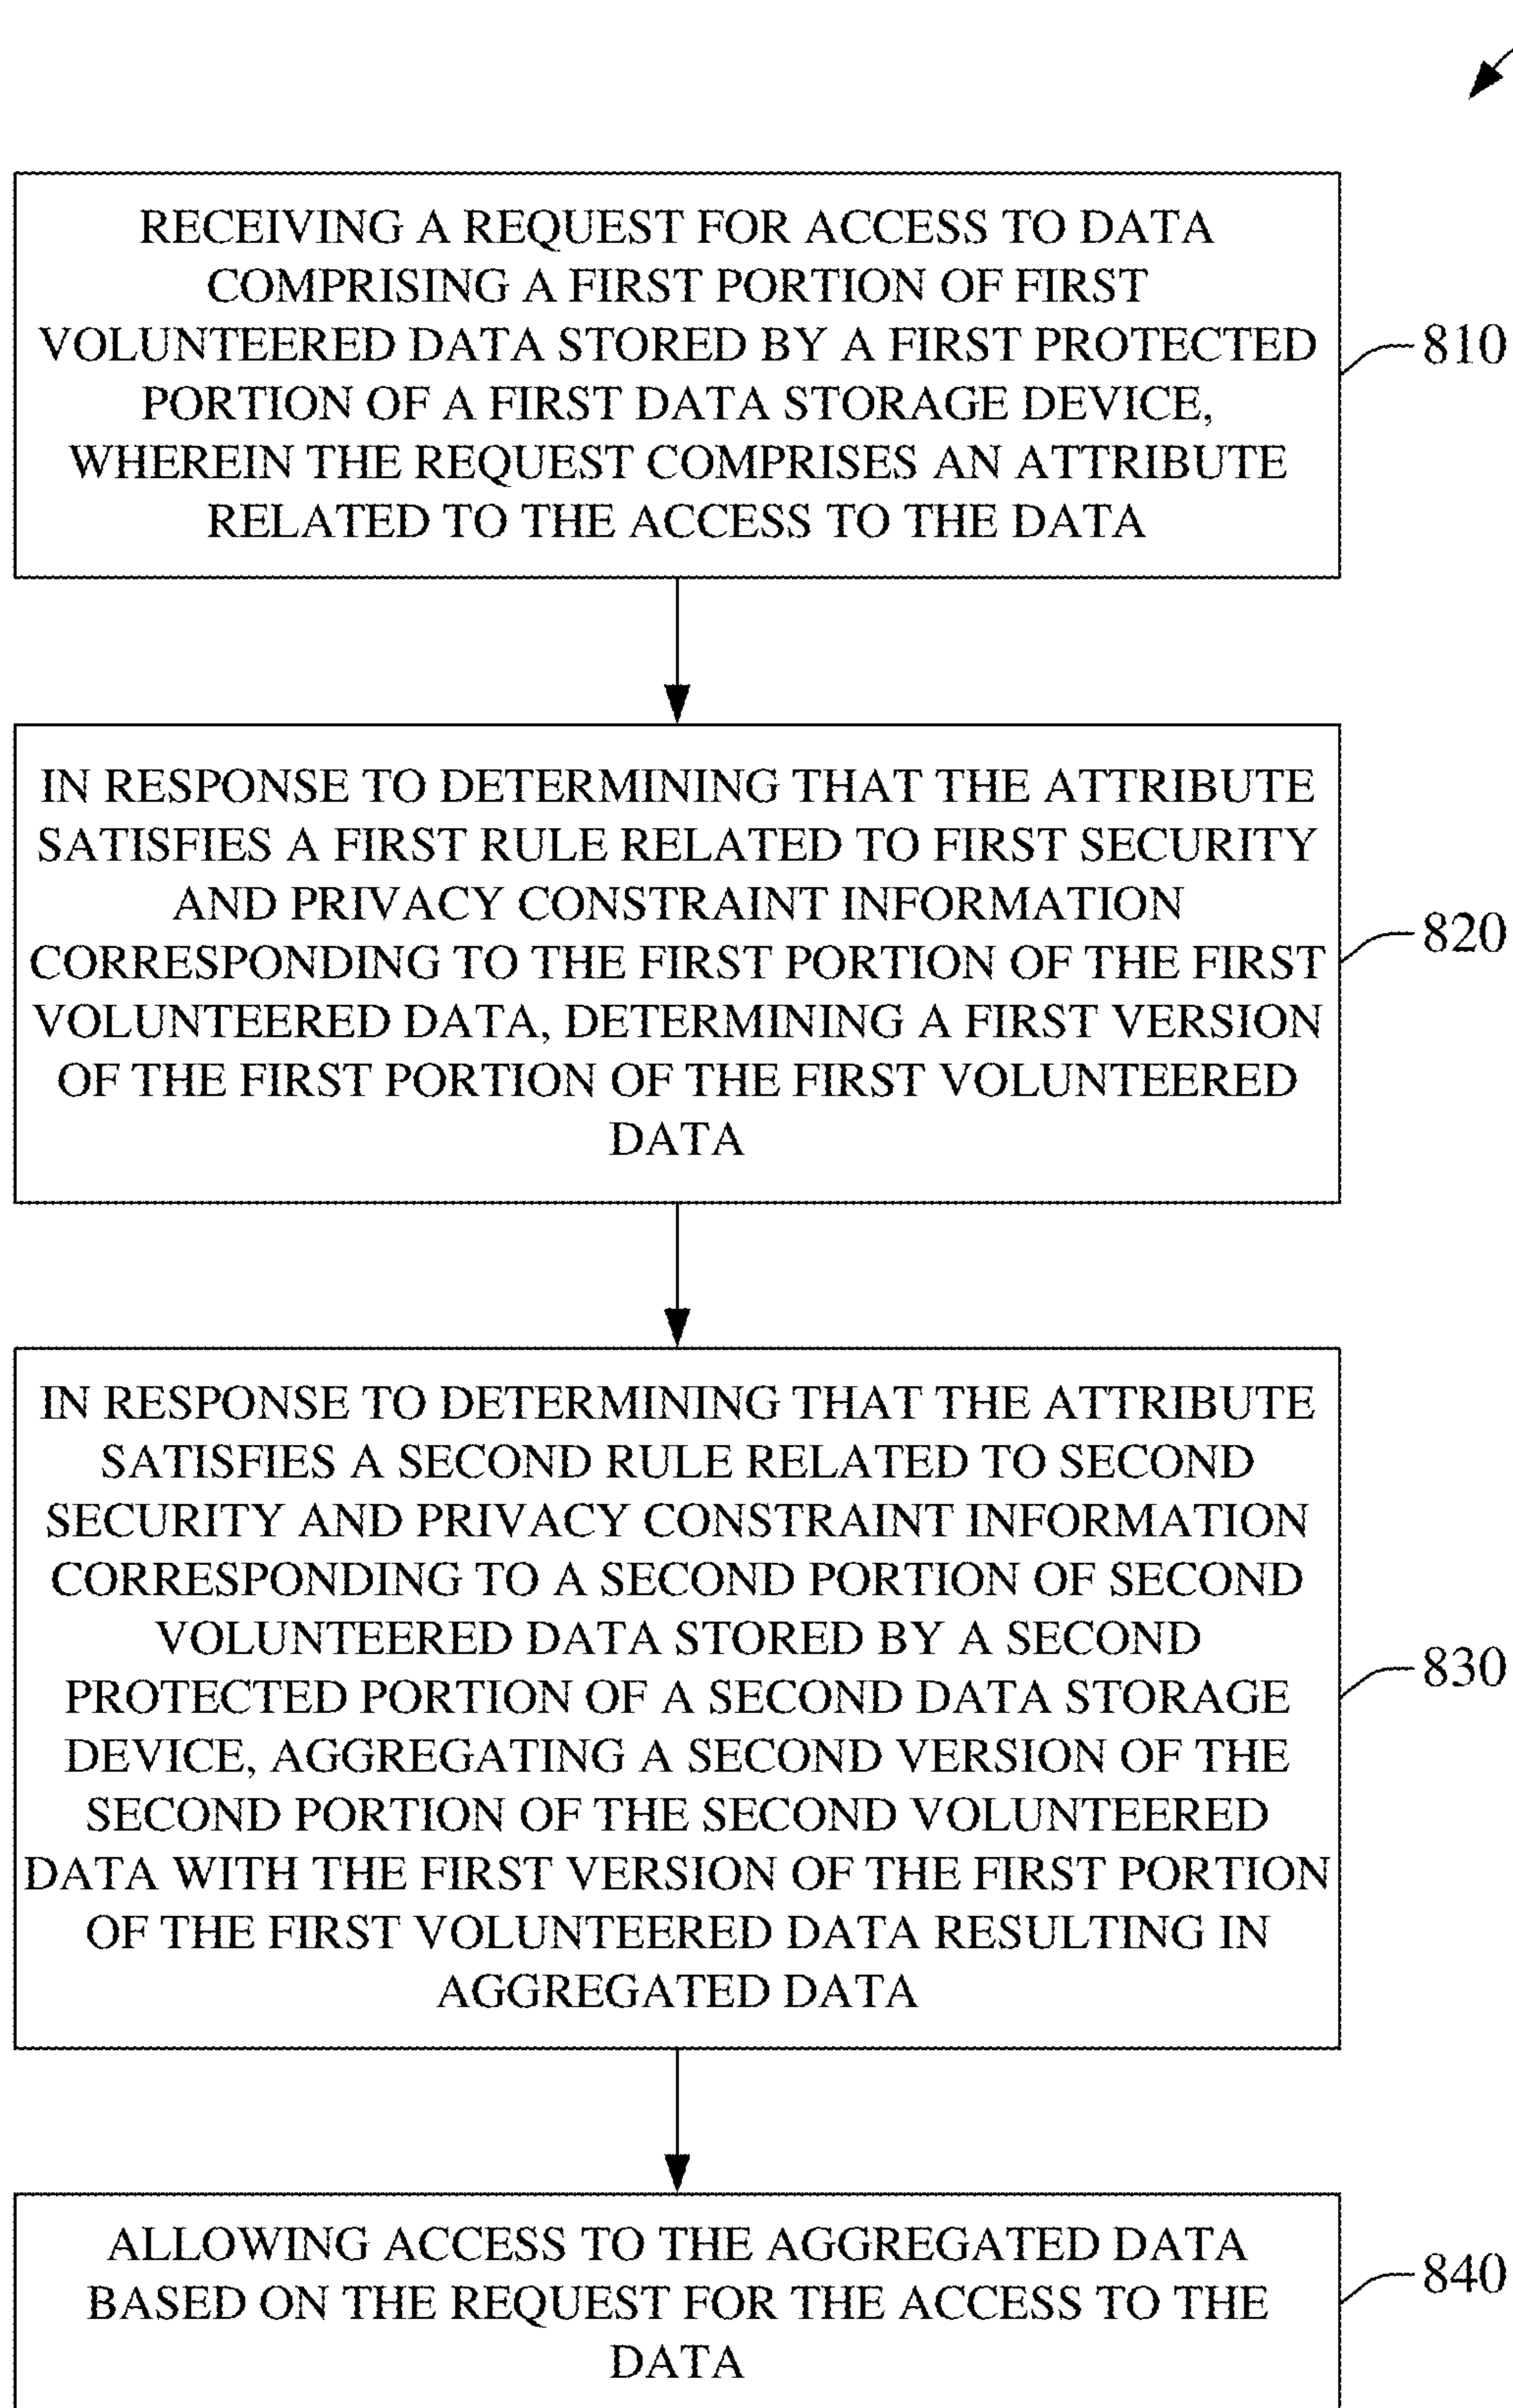 RECEIVING A REQUEST FOR ACCESS TO DATA
COMPRISING A FIRST PORTION OF FIRST
VOLUNTEERED DATA STORED BY A FIRST PROTECTED
PORTION OF A FIRST DATA STORAGE DEVICE,
WHEREIN THE REQUEST COMPRISES AN ATTRIBUTE
RELATED TO THE ACCESS TO THE DATA
810
IN RESPONSE TO DETERMINING THAT THE ATTRIBUTE
SATISFIES A FIRST RULE RELATED TO FIRST SECURITY
AND PRIVACY CONSTRAINT INFORMATION
CORRESPONDING TO THE FIRST PORTION OF THE FIRST
VOLUNTEERED DATA, DETERMINING A FIRST VERSION
OF THE FIRST PORTION OF THE FIRST VOLUNTEERED
DATA
820
IN RESPONSE TO DETERMINING THAT THE ATTRIBUTE
SATISFIES A SECOND RULE RELATED TO SECOND
SECURITY AND PRIVACY CONSTRAINT INFORMATION
CORRESPONDING TO A SECOND PORTION OF SECOND
VOLUNTEERED DATA STORED BY A SECOND
PROTECTED PORTION OF A SECOND DATA STORAGE
DEVICE, AGGREGATING A SECOND VERSION OF THE
SECOND PORTION OF THE SECOND VOLUNTEERED
DATA WITH THE FIRST VERSION OF THE FIRST PORTION
OF THE FIRST VOLUNTEERED DATA RESULTING IN
AGGREGATED DATA
830
ALLOWING ACCESS TO THE AGGREGATED DATA
BASED ON THE REQUEST FOR THE ACCESS TO THE
DATA
840